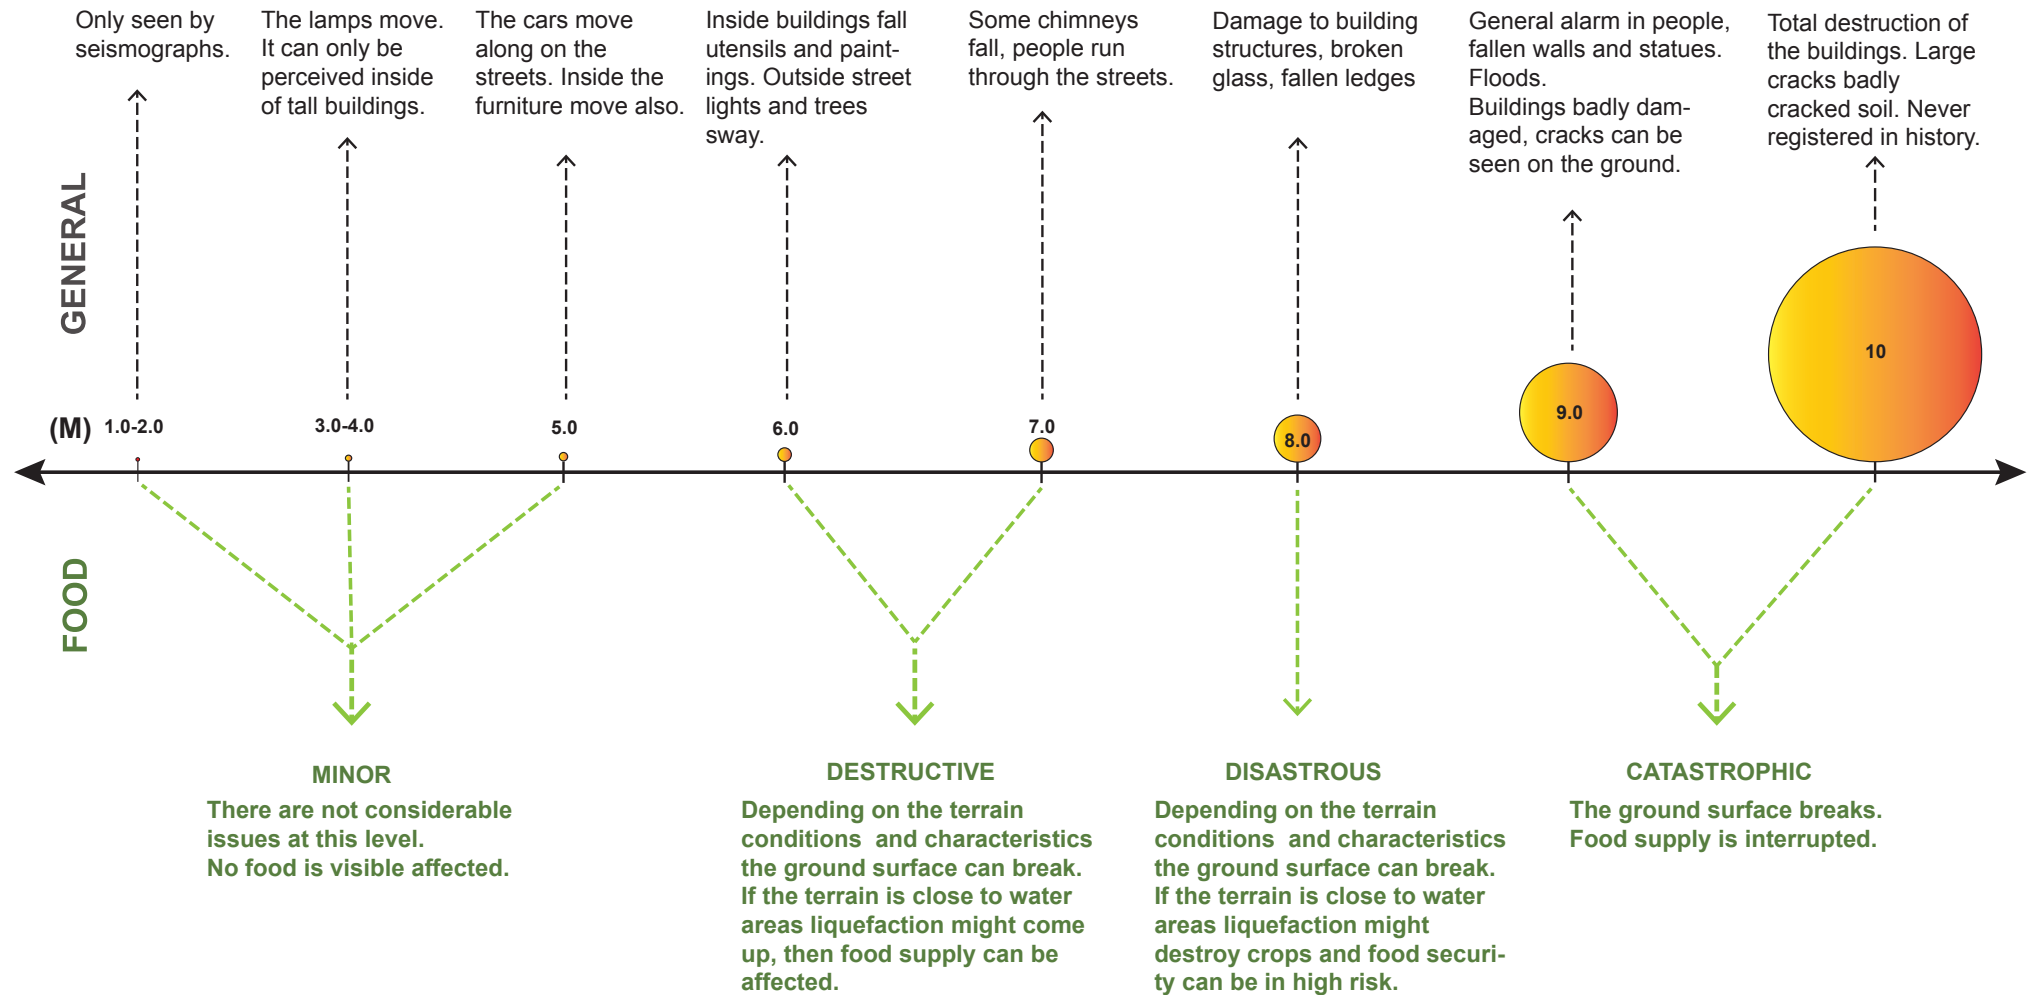 Only seen by
seismographs.
The lamps move.
It can only be
perceived inside
of tall buildings.
The cars move
along on the
streets. Inside the
furniture move also.
Inside buildings fall
utensils and paint-
ings. Outside street
lights and trees
sway.
Some chimneys
fall, people run
through the streets.
Damage to building
structures, broken
glass, fallen ledges
General alarm in people,
fallen walls and statues.
Floods.
Buildings badly dam-
aged, cracks can be
seen on the ground.
Total destruction of
the buildings. Large
cracks badly
cracked soil. Never
registered in history.
GENERAL
(M)
1.0-2.0
3.0-4.0
5.0
6.0
7.0
8.0
9.0
10
FOOD
MINOR
There are not considerable
issues at this level.
No food is visible affected.
DESTRUCTIVE
Depending on the terrain
conditions  and characteristics
the ground surface can break.
If the terrain is close to water
areas liquefaction might come
up, then food supply can be
affected.
DISASTROUS
Depending on the terrain
conditions  and characteristics
the ground surface can break.
If the terrain is close to water
areas liquefaction might
destroy crops and food securi-
ty can be in high risk.
CATASTROPHIC
The ground surface breaks.
Food supply is interrupted.